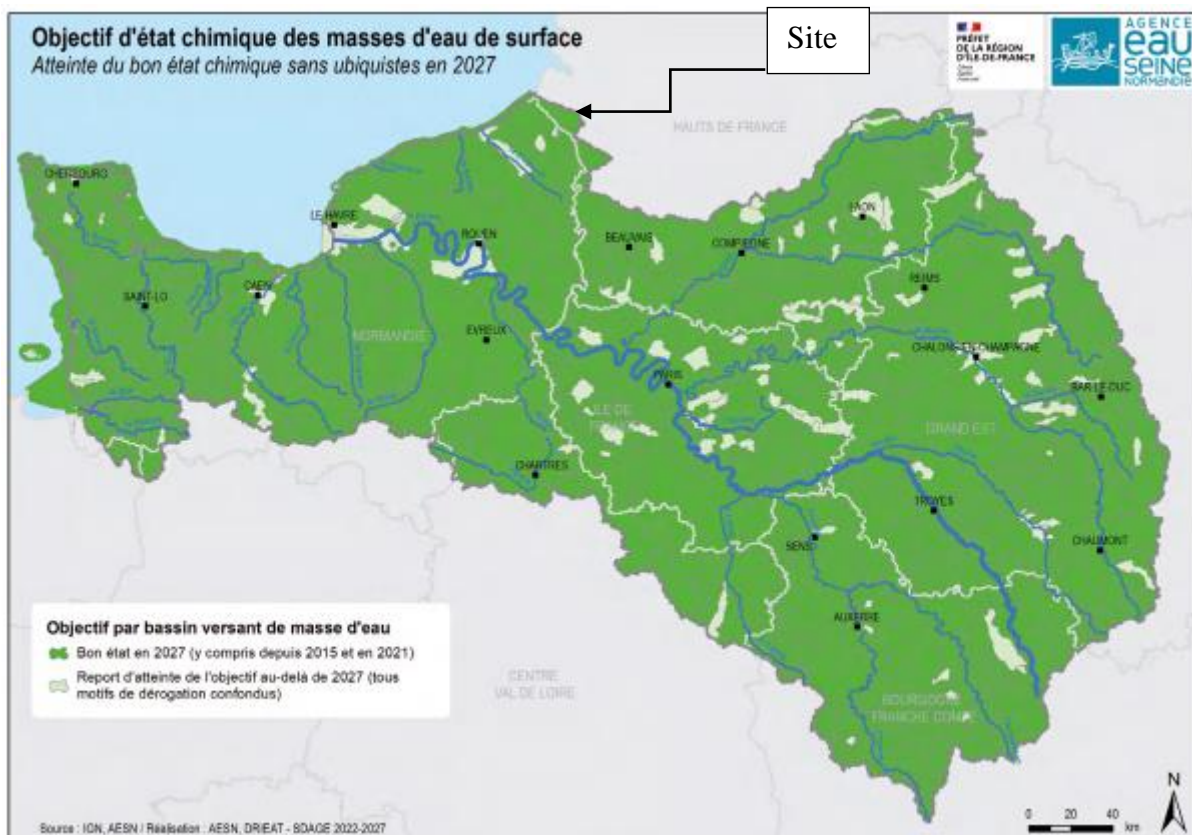 Objectif d'état chimique des masses d'eau de surface
Atteinte du bon état chimique sans ubiquistes en 2027
Site
PRÉFET
DE LA RÉGION
D'ÎLE-DE-FRANCE
AGENCE
eau
SEINE
NORMANDIE
HAUTS DE FRANCE
CHERBOURG
LE HAVRE
ROUEN
BEAUVAIS
COMPIEGNE
LAON
REIMS
SAINT-LO
CAEN
NORMANDIE
EVREUX
PARIS
ILE DE
CHALONS-EN-CHAMPAGNE
BAR-LE-DUC
GRAND EST
CHARTRES
TROYES
SENS
CHAUMONT
AUXERRE
CENTRE
VAL DE LOIRE
BOURGOGNE
FRANCHE COMTE
Objectif par bassin versant de masse d'eau
Bon état en 2027 (y compris depuis 2015 et en 2021)
Report d'atteinte de l'objectif au-delà de 2027 (tous
motifs de dérogation confondus)
N
0 20 40
km
Source : IGN, AESN / Réalisation : AESN, DRIEAT - SDAGE 2022-2027